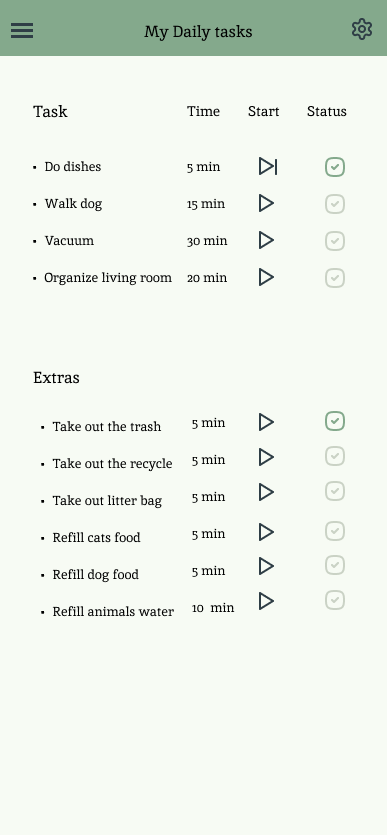 My Daily tasks
Task Time Start Status
• Do dishes 5 min
• Walk dog 15 min
• Vacuum 30 min
• Organize living room 20 min
Extras
• Take out the trash 5 min
• Take out the recycle 5 min
• Take out litter bag 5 min
• Refill cats food 5 min
• Refill dog food 5 min
• Refill animals water 10 min